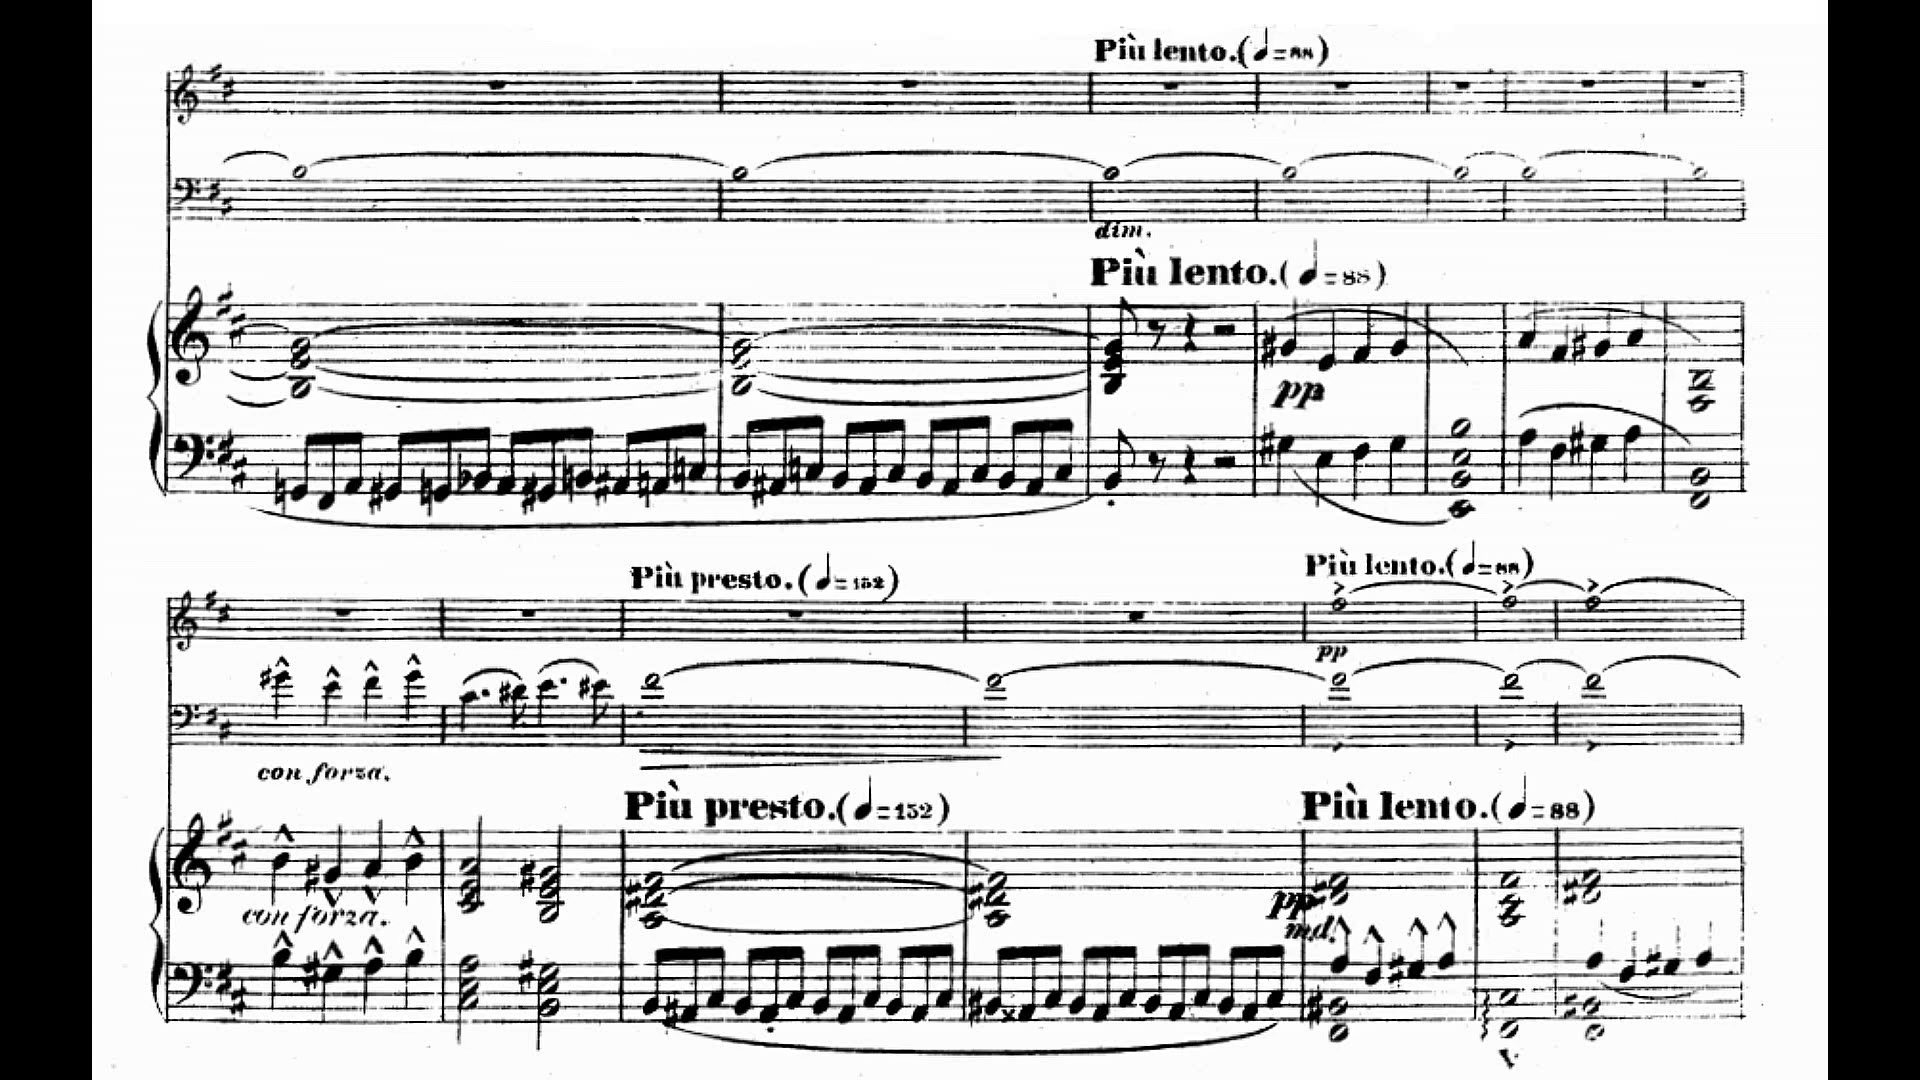 Più lento. (♩=88)
dim.
Più lento. (♩=88)
pp
Più presto. (♩=152)
Più lento. (♩=88)
pp
con forza.
Più presto. (♩=152)
Più lento. (♩=88)
con forza.
pp
m.d.